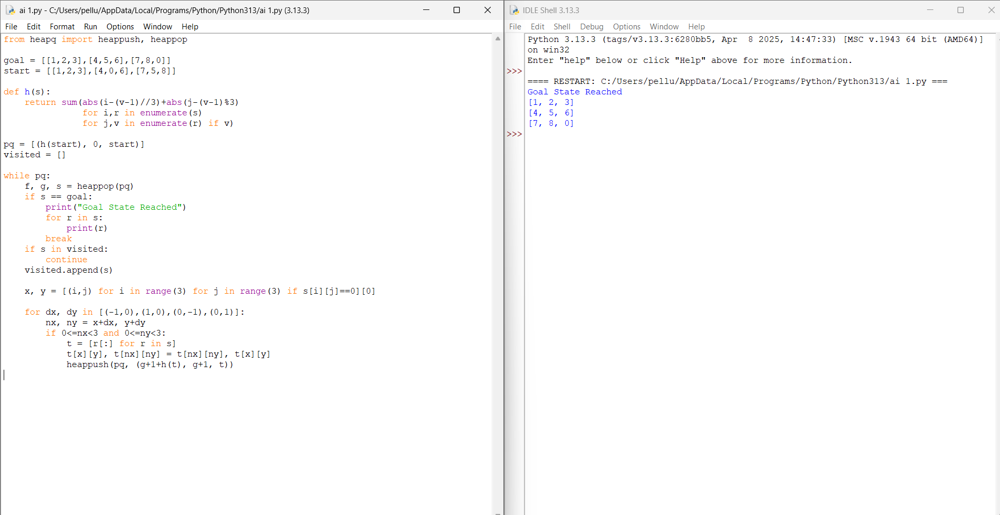 ai 1.py - C:/Users/pellu/AppData/Local/Programs/Python/Python313/ai 1.py (3.13.3)
File Edit Format Run Options Window Help
from heapq import heappush, heappop

goal = [[1,2,3],[4,5,6],[7,8,0]]
start = [[1,2,3],[4,0,6],[7,5,8]]

def h(s):
    return sum(abs(i-(v-1)//3)+abs(j-(v-1)%3)
               for i,r in enumerate(s)
               for j,v in enumerate(r) if v)

pq = [(h(start), 0, start)]
visited = []

while pq:
    f, g, s = heappop(pq)
    if s == goal:
        print("Goal State Reached")
        for r in s:
            print(r)
        break
    if s in visited:
        continue
    visited.append(s)

    x, y = [(i,j) for i in range(3) for j in range(3) if s[i][j]==0][0]

    for dx, dy in [(-1,0),(1,0),(0,-1),(0,1)]:
        nx, ny = x+dx, y+dy
        if 0<=nx<3 and 0<=ny<3:
            t = [r[:] for r in s]
            t[x][y], t[nx][ny] = t[nx][ny], t[x][y]
            heappush(pq, (g+1+h(t), g+1, t))
IDLE Shell 3.13.3
File Edit Shell Debug Options Window Help
Python 3.13.3 (tags/v3.13.3:6280bb5, Apr  8 2025, 14:47:33) [MSC v.1943 64 bit (AMD64)]
on win32
Enter "help" below or click "Help" above for more information.
>>>
==== RESTART: C:/Users/pellu/AppData/Local/Programs/Python/Python313/ai 1.py ===
Goal State Reached
[1, 2, 3]
[4, 5, 6]
[7, 8, 0]
>>>